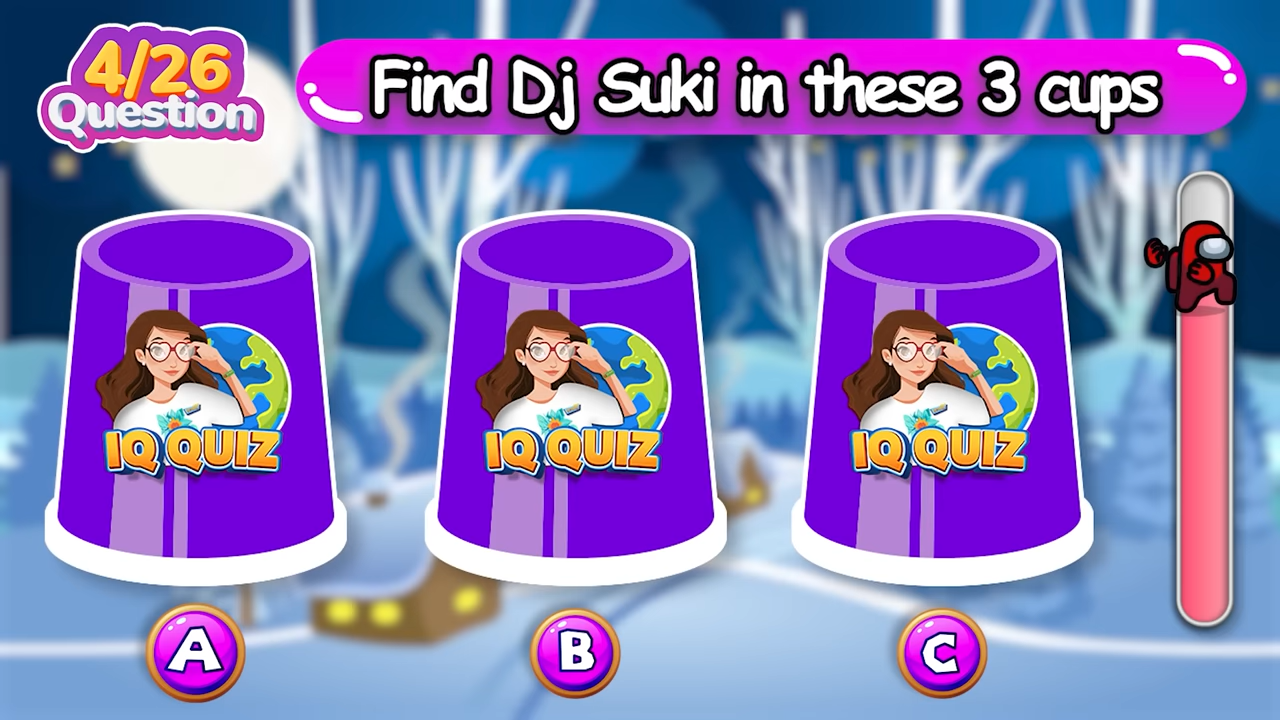 4/26
Question
Find Dj Suki in these 3 cups
IQ QUIZ
IQ QUIZ
IQ QUIZ
A
B
C